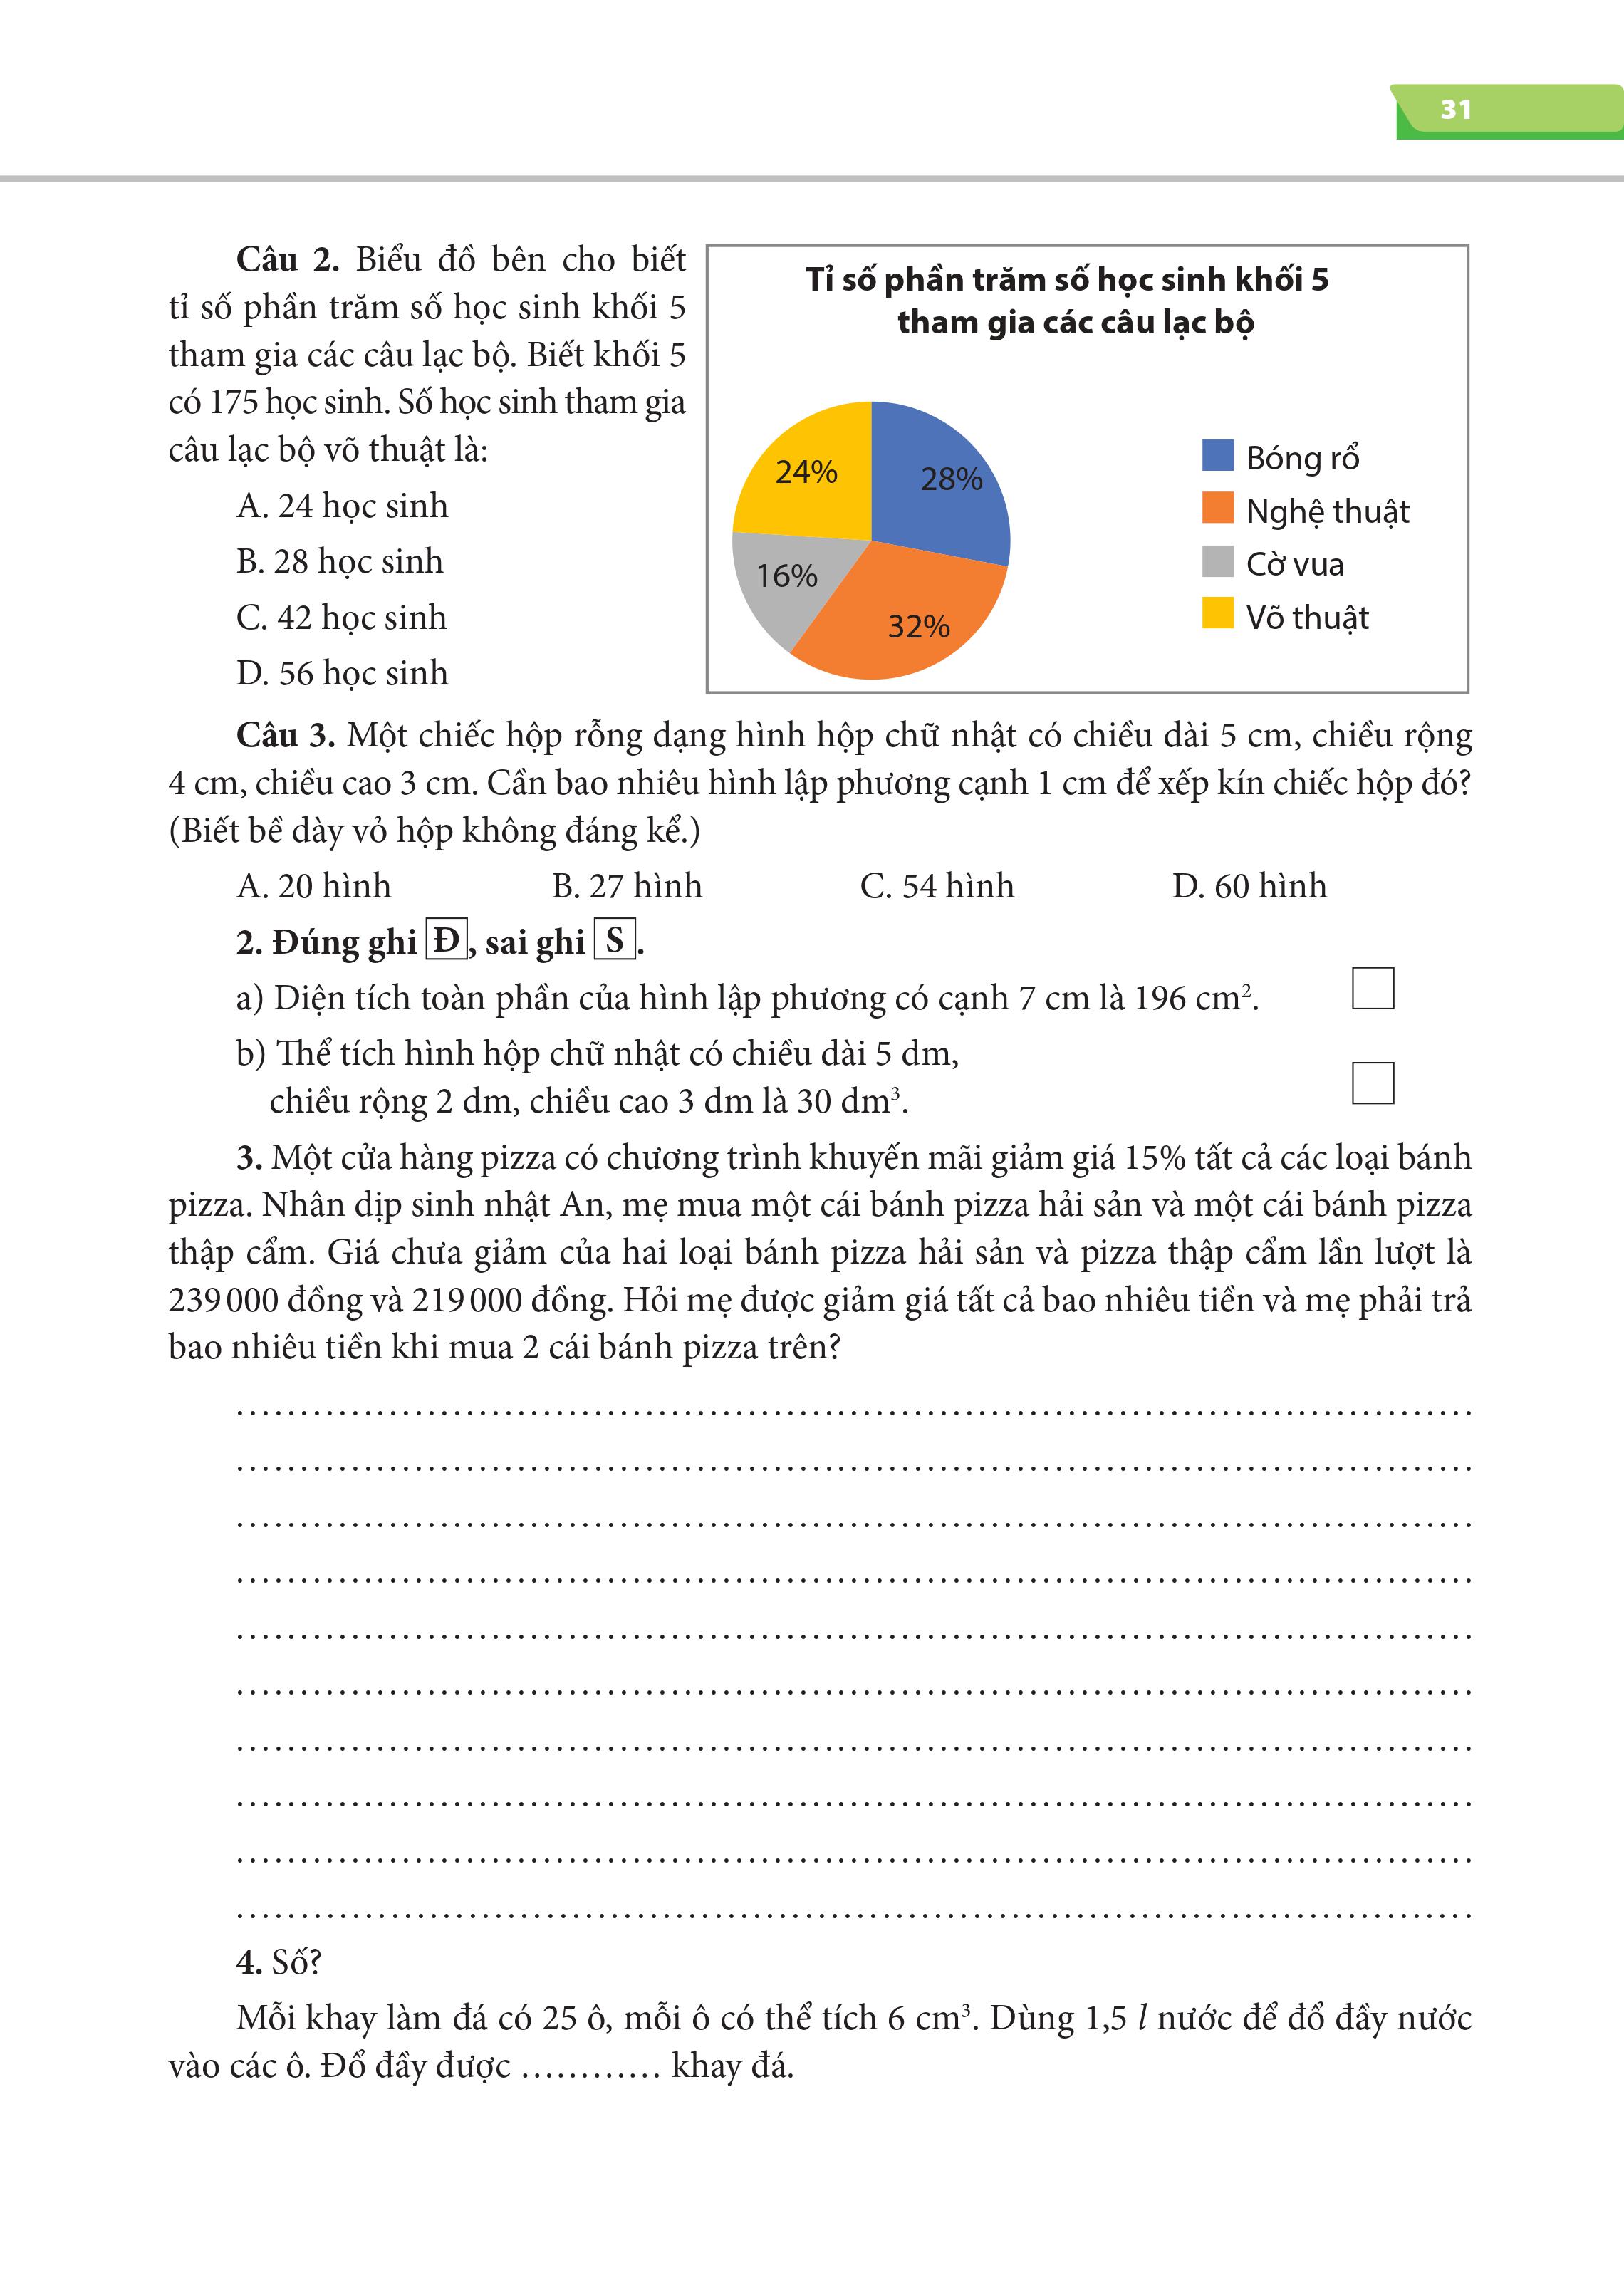 31
Câu 2. Biểu đồ bên cho biết
tỉ số phần trăm số học sinh khối 5
tham gia các câu lạc bộ. Biết khối 5
có 175 học sinh. Số học sinh tham gia
câu lạc bộ võ thuật là:
A. 24 học sinh
B. 28 học sinh
C. 42 học sinh
D. 56 học sinh
Tỉ số phần trăm số học sinh khối 5
tham gia các câu lạc bộ
24%
28%
16%
32%
Bóng rổ
Nghệ thuật
Cờ vua
Võ thuật
Câu 3. Một chiếc hộp rỗng dạng hình hộp chữ nhật có chiều dài 5 cm, chiều rộng
4 cm, chiều cao 3 cm. Cần bao nhiêu hình lập phương cạnh 1 cm để xếp kín chiếc hộp đó?
(Biết bề dày vỏ hộp không đáng kể.)
A. 20 hình B. 27 hình C. 54 hình D. 60 hình
2. Đúng ghi Đ, sai ghi S.
a) Diện tích toàn phần của hình lập phương có cạnh 7 cm là 196 cm².
b) Thể tích hình hộp chữ nhật có chiều dài 5 dm,
chiều rộng 2 dm, chiều cao 3 dm là 30 dm³.
3. Một cửa hàng pizza có chương trình khuyến mãi giảm giá 15% tất cả các loại bánh
pizza. Nhân dịp sinh nhật An, mẹ mua một cái bánh pizza hải sản và một cái bánh pizza
thập cẩm. Giá chưa giảm của hai loại bánh pizza hải sản và pizza thập cẩm lần lượt là
239 000 đồng và 219 000 đồng. Hỏi mẹ được giảm giá tất cả bao nhiêu tiền và mẹ phải trả
bao nhiêu tiền khi mua 2 cái bánh pizza trên?
4. Số?
Mỗi khay làm đá có 25 ô, mỗi ô có thể tích 6 cm³. Dùng 1,5 l nước để đổ đầy nước
vào các ô. Đổ đầy được ............ khay đá.